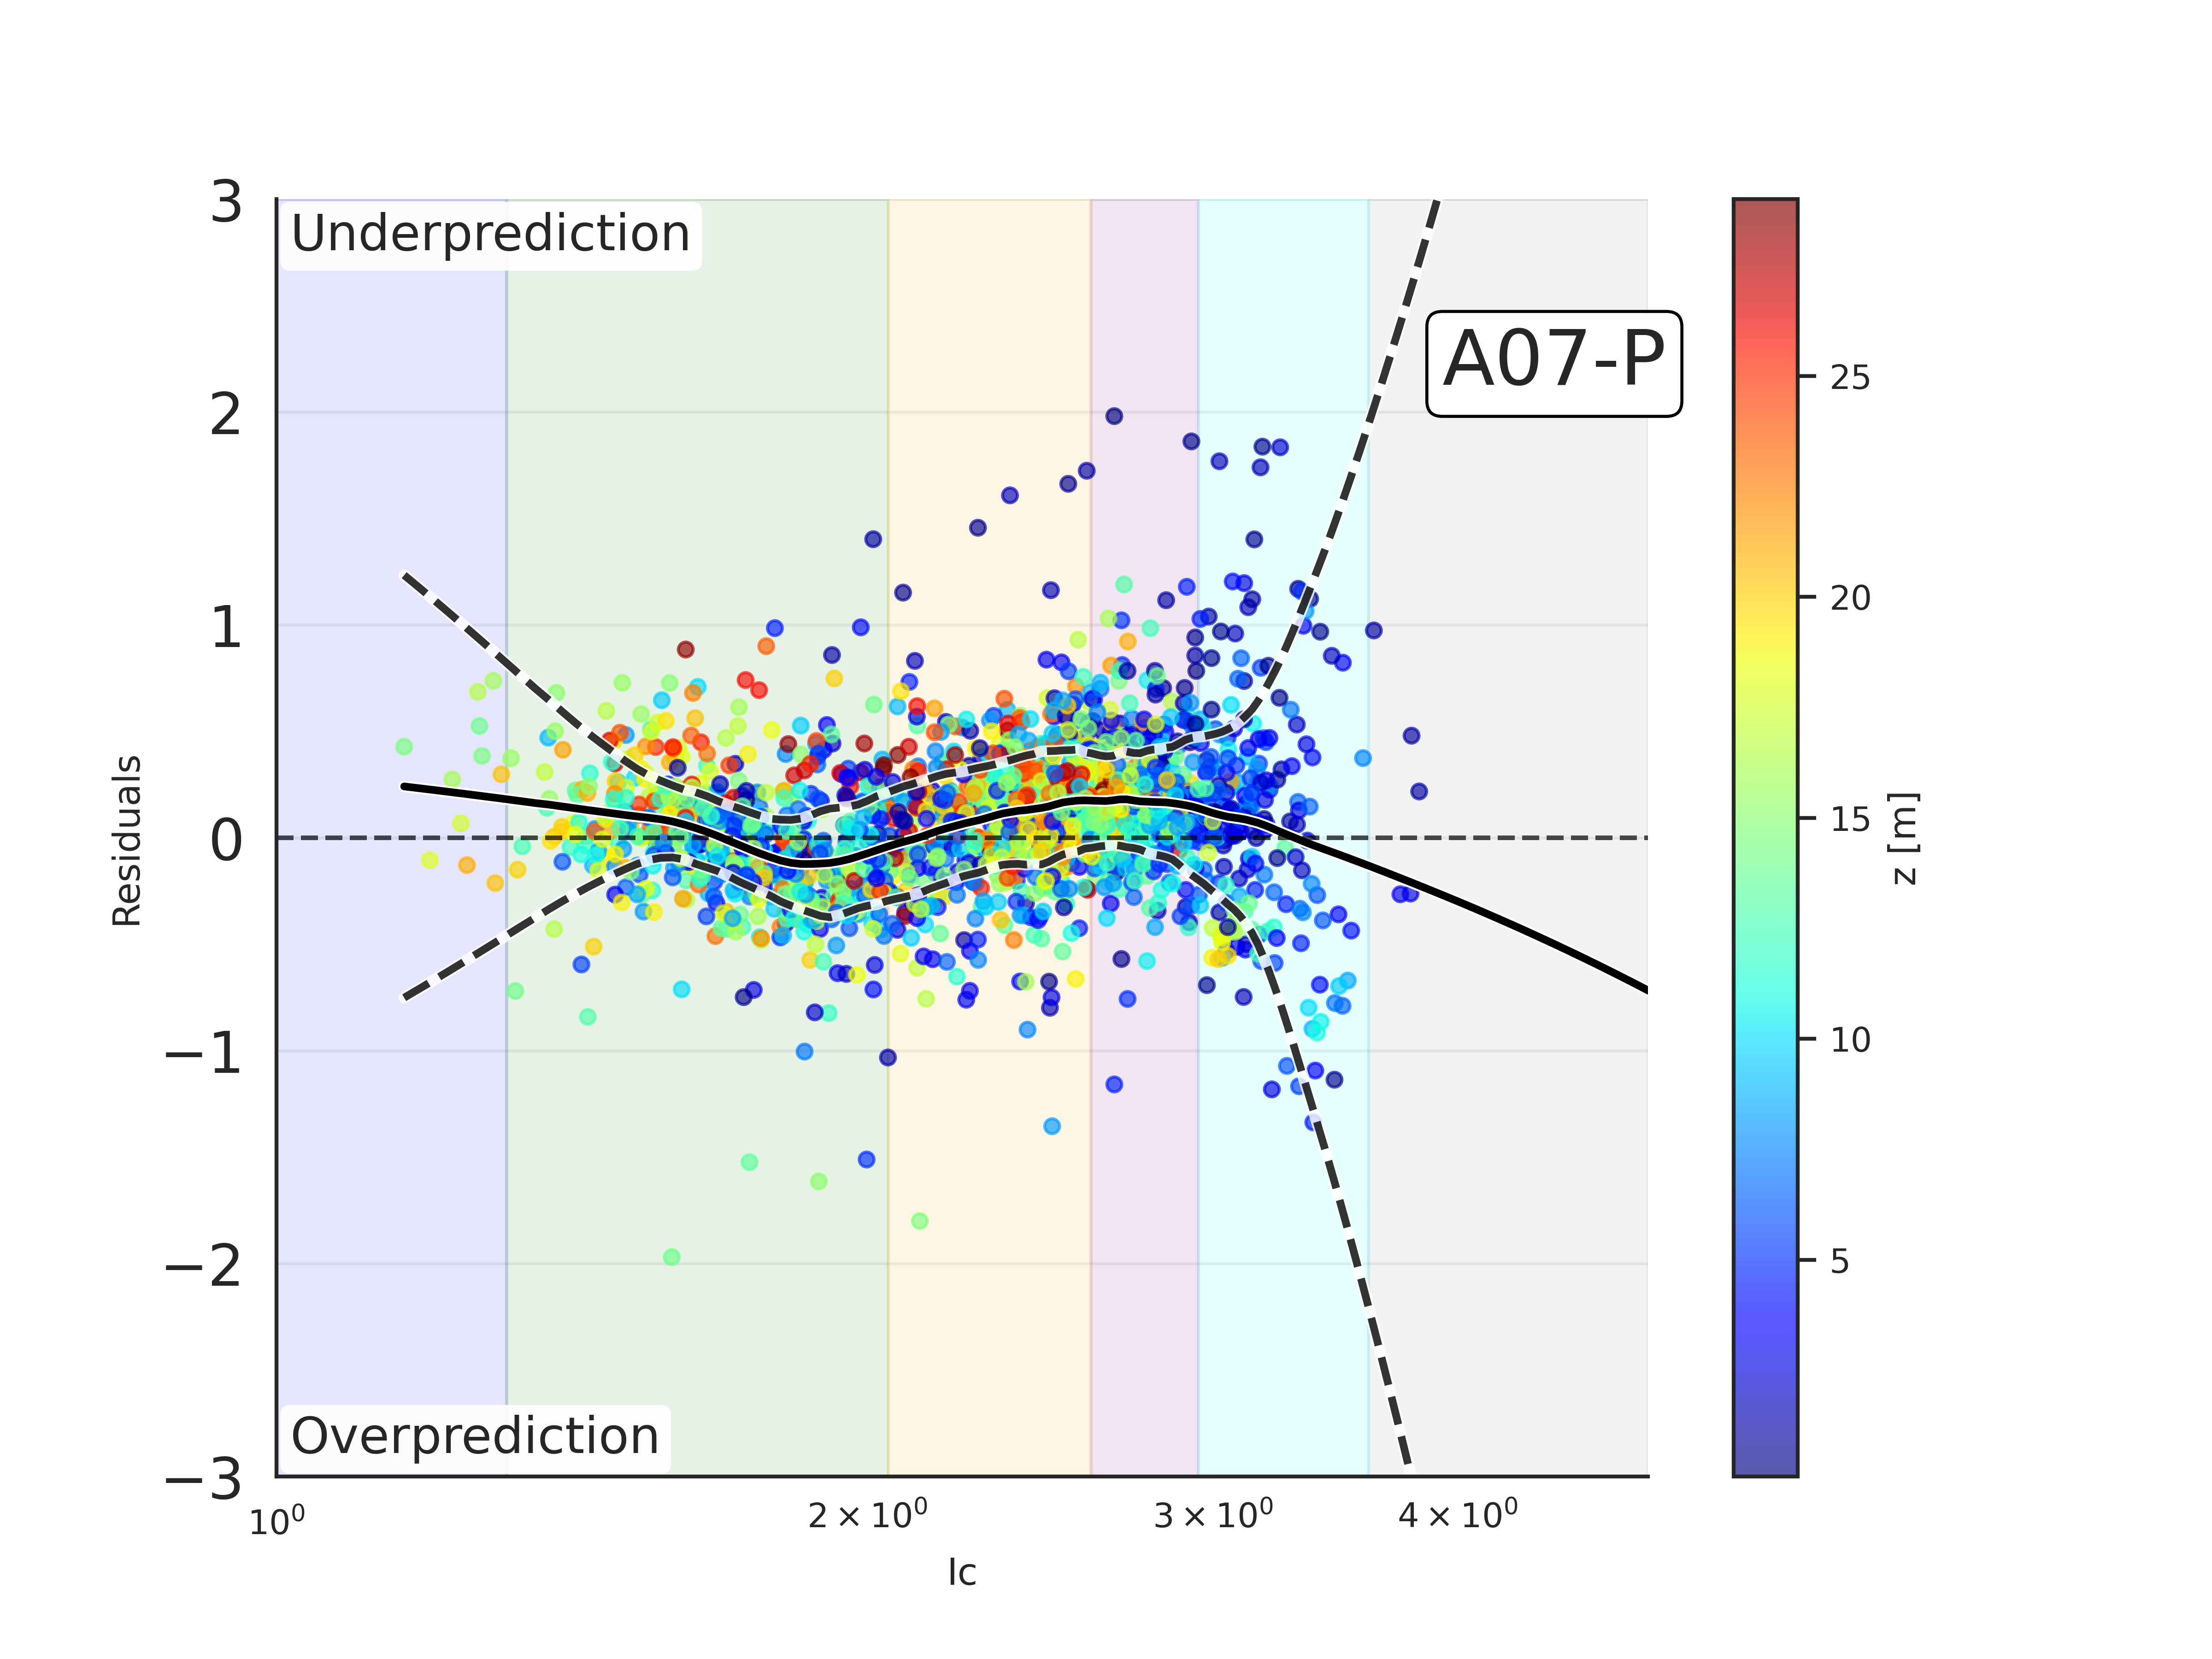 3
Underprediction
A07-P
25
2
20
1
Residuals
0
15
z [m]
−1
10
−2
5
Overprediction
−3
10⁰
2 × 10⁰
3 × 10⁰
4 × 10⁰
Ic